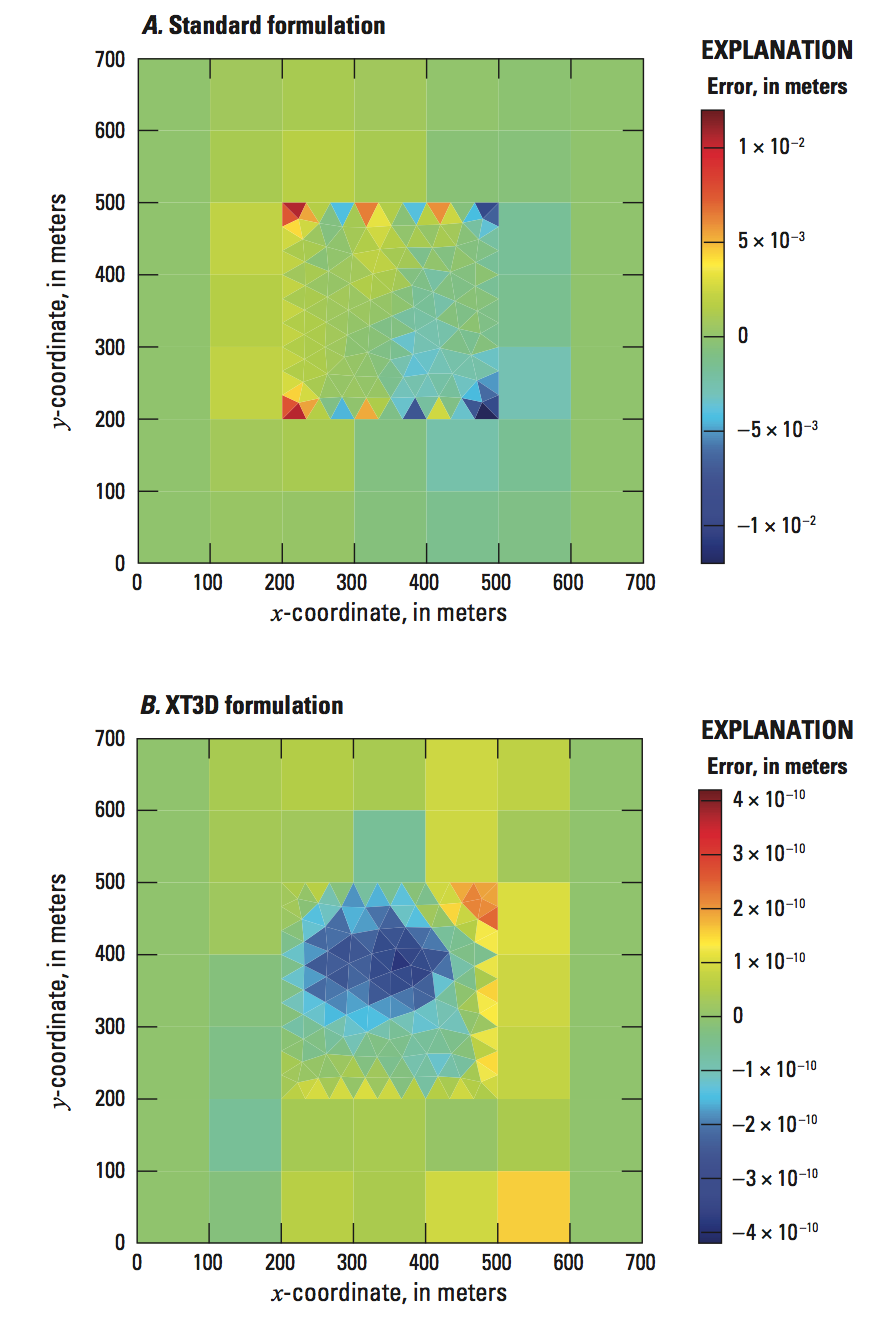 A. Standard formulation
EXPLANATION
Error, in meters
700
600
500
400
300
200
100
0
y-coordinate, in meters
0 100 200 300 400 500 600 700
x-coordinate, in meters
1 × 10⁻²
5 × 10⁻³
0
−5 × 10⁻³
−1 × 10⁻²
B. XT3D formulation
EXPLANATION
Error, in meters
700
600
500
400
300
200
100
0
y-coordinate, in meters
0 100 200 300 400 500 600 700
x-coordinate, in meters
4 × 10⁻¹⁰
3 × 10⁻¹⁰
2 × 10⁻¹⁰
1 × 10⁻¹⁰
0
−1 × 10⁻¹⁰
−2 × 10⁻¹⁰
−3 × 10⁻¹⁰
−4 × 10⁻¹⁰